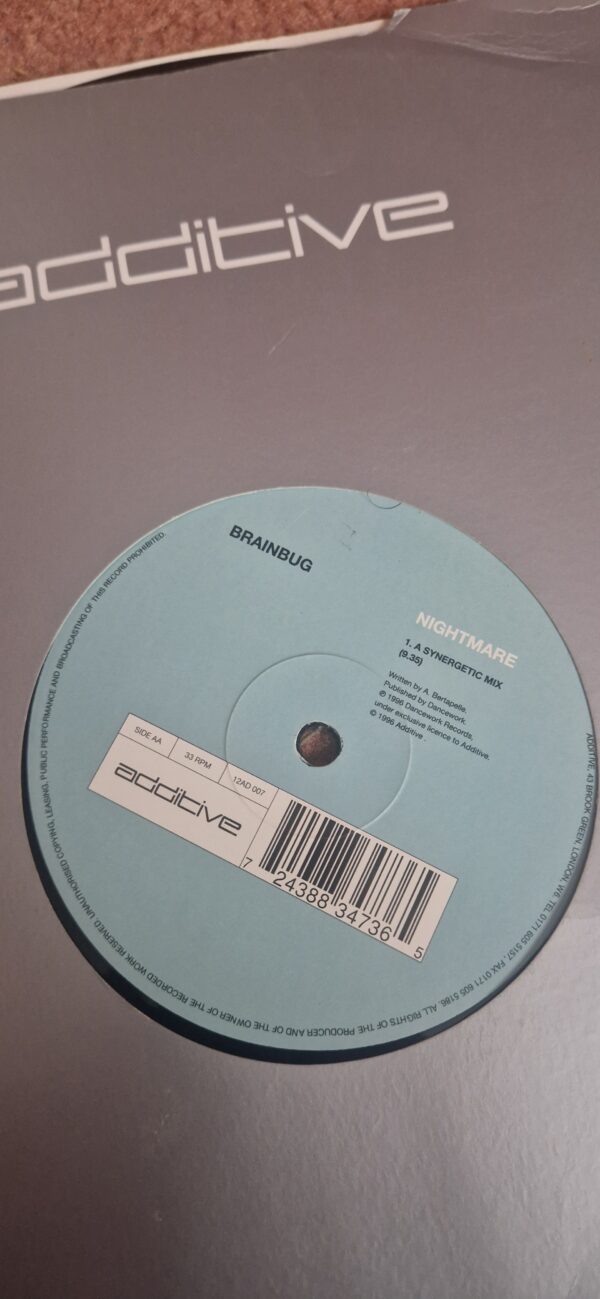 additive
BRAINBUG
NIGHTMARE
1. A SYNERGETIC MIX
(9.35)
Written by A. Bertapelle.
Published by Dancework.
℗ 1996 Dancework Records,
under exclusive licence to Additive.
© 1996 Additive.
SIDE AA
33 RPM
12AD 007
additive
7 24388 34736 5
ADDITIVE 43 BROOK GREEN, LONDON, W6, TEL 0171 605 5157, FAX 0171 605 5186. ALL RIGHTS OF THE PRODUCER AND OF THE OWNER OF THE RECORDED WORK RESERVED. UNAUTHORISED COPYING, LEASING, PUBLIC PERFORMANCE AND BROADCASTING OF THIS RECORD PROHIBITED.